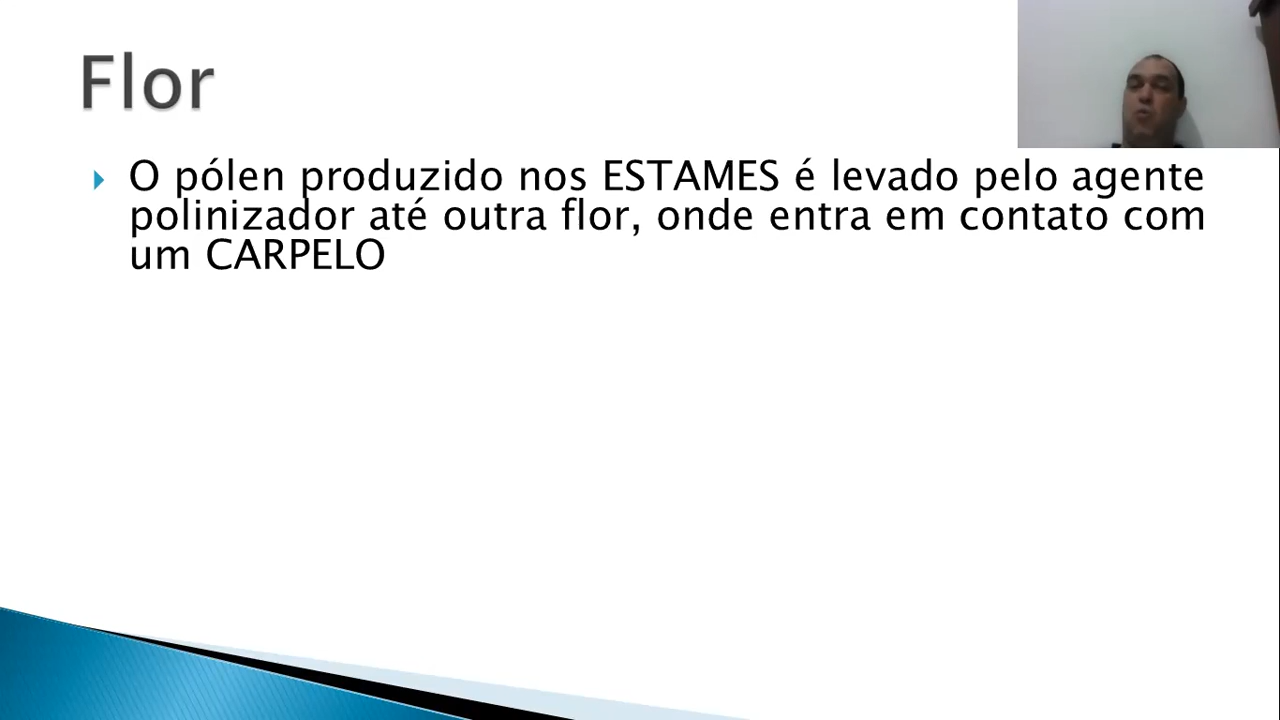 Flor
O pólen produzido nos ESTAMES é levado pelo agente
polinizador até outra flor, onde entra em contato com
um CARPELO